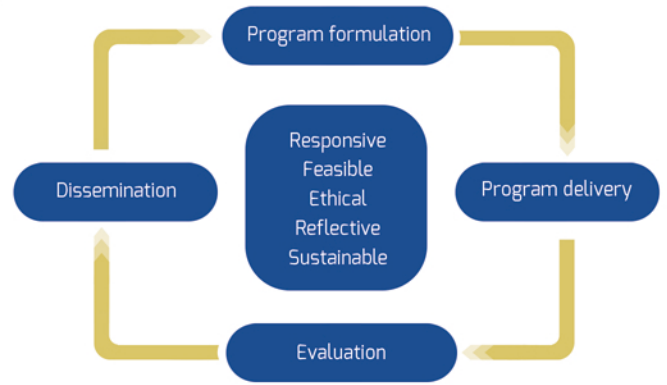 Program formulation
Responsive
Feasible
Ethical
Reflective
Sustainable
Dissemination
Program delivery
Evaluation